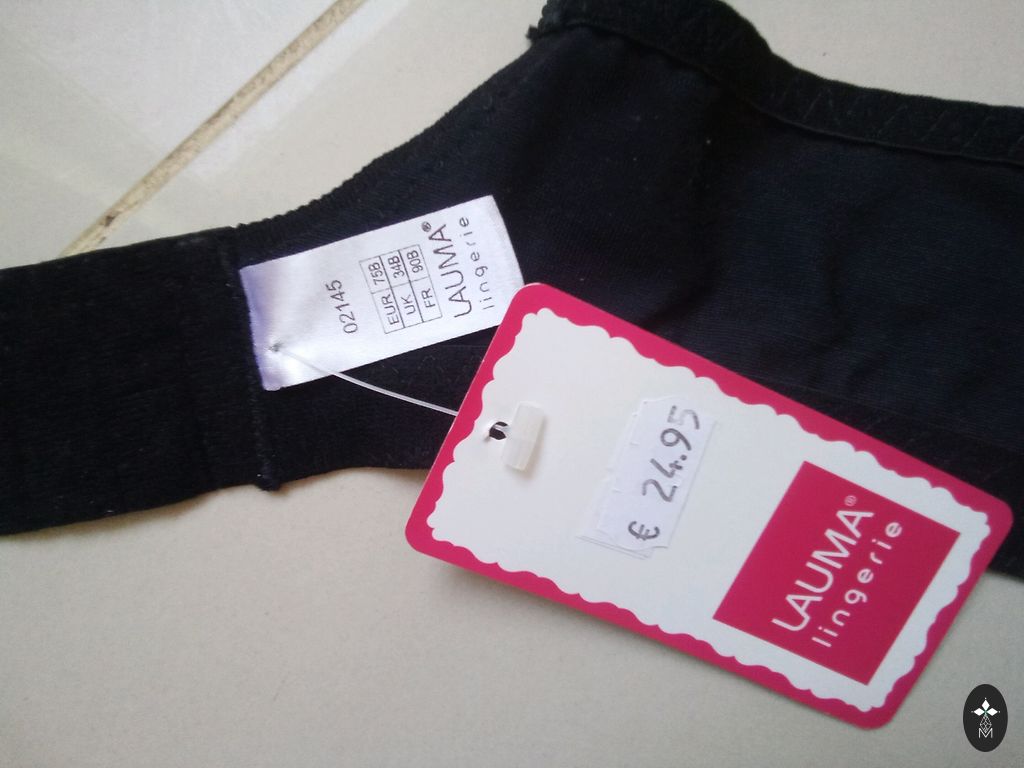 02145
EUR 75B
UK 34B
FR 90B
LAUMA®
lingerie
€ 24.95
LAUMA®
lingerie
M